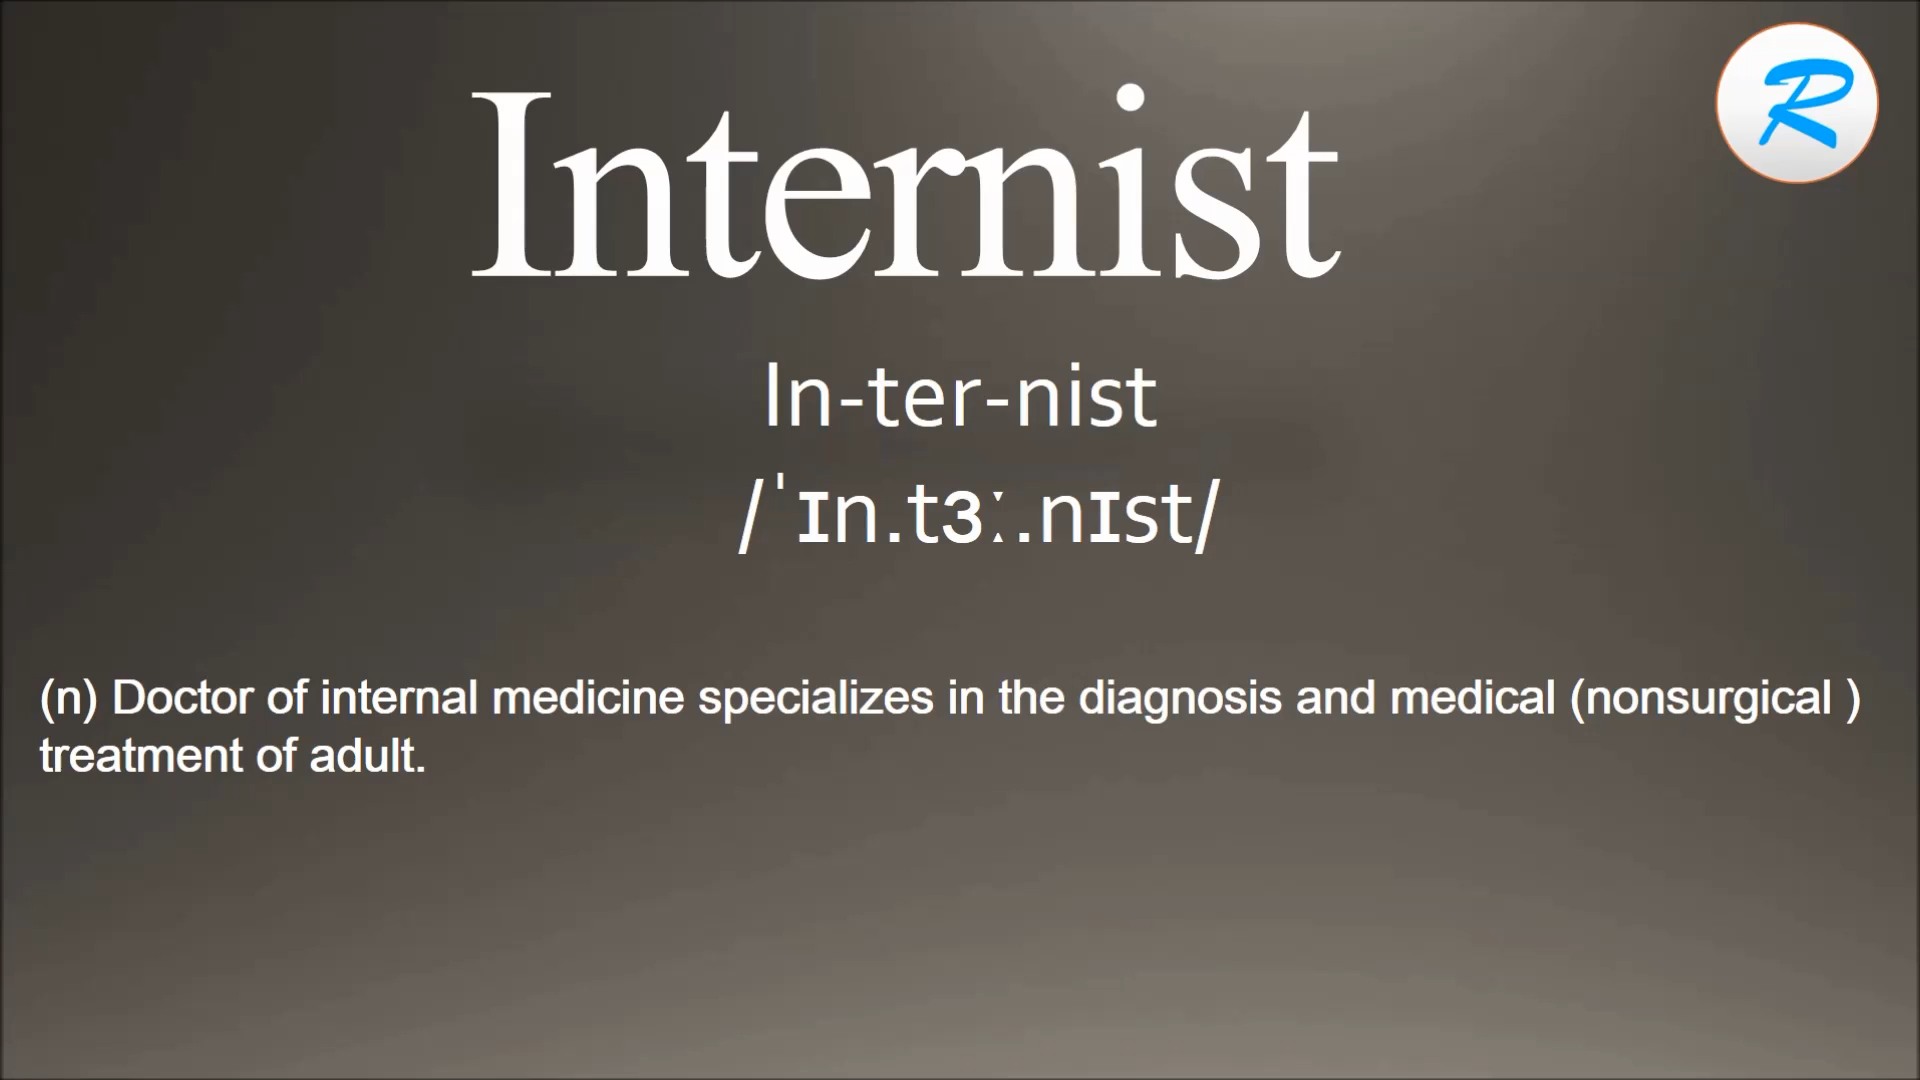 R
Internist
In-ter-nist
/ˈɪn.tɜː.nɪst/
(n) Doctor of internal medicine specializes in the diagnosis and medical (nonsurgical )
treatment of adult.